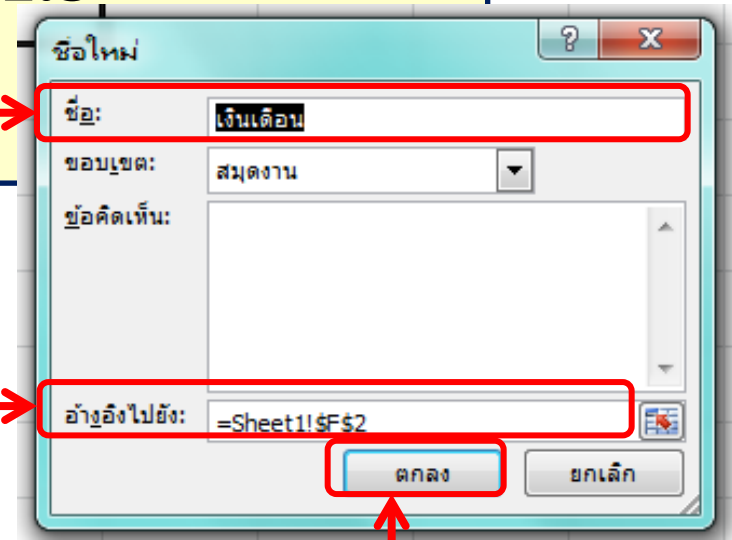 ชื่อใหม่
ชื่อ: เงินเดือน
ขอบเขต: สมุดงาน
ข้อคิดเห็น:
อ้างอิงไปยัง: =Sheet1!$F$2
ตกลง ยกเลิก